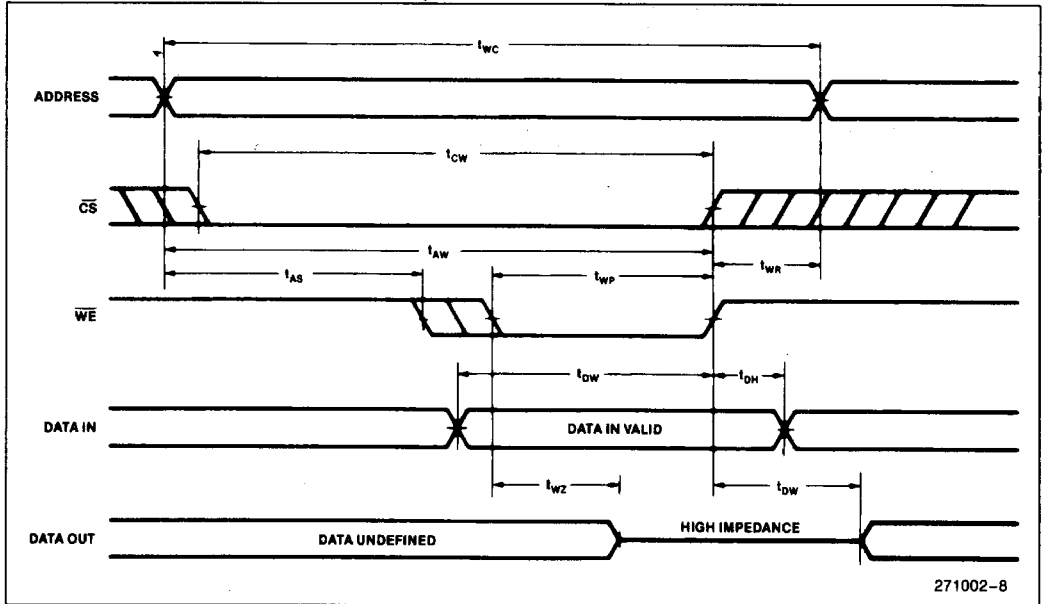 tWC
ADDRESS
tCW
CS
tAW
tAS
tWP
tWR
WE
tDW
tDH
DATA IN
DATA IN VALID
tWZ
tDW
HIGH IMPEDANCE
DATA OUT
DATA UNDEFINED
271002-8